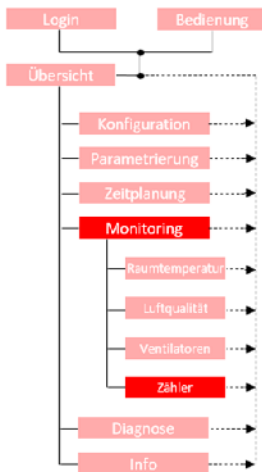 Login
Bedienung
Übersicht
Konfiguration
Parametrierung
Zeitplanung
Monitoring
Raumtemperatur
Luftqualität
Ventilatoren
Zähler
Diagnose
Info